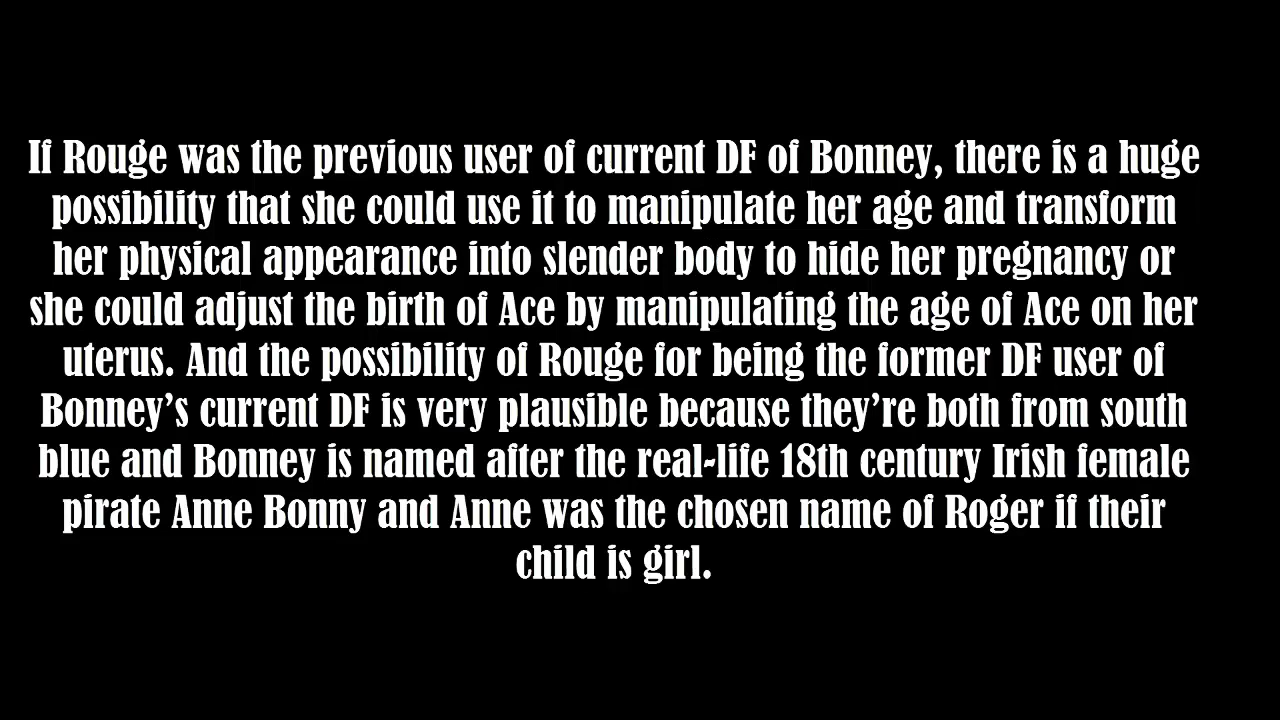 If Rouge was the previous user of current DF of Bonney, there is a huge
possibility that she could use it to manipulate her age and transform
her physical appearance into slender body to hide her pregnancy or
she could adjust the birth of Ace by manipulating the age of Ace on her
uterus. And the possibility of Rouge for being the former DF user of
Bonney’s current DF is very plausible because they’re both from south
blue and Bonney is named after the real-life 18th century Irish female
pirate Anne Bonny and Anne was the chosen name of Roger if their
child is girl.